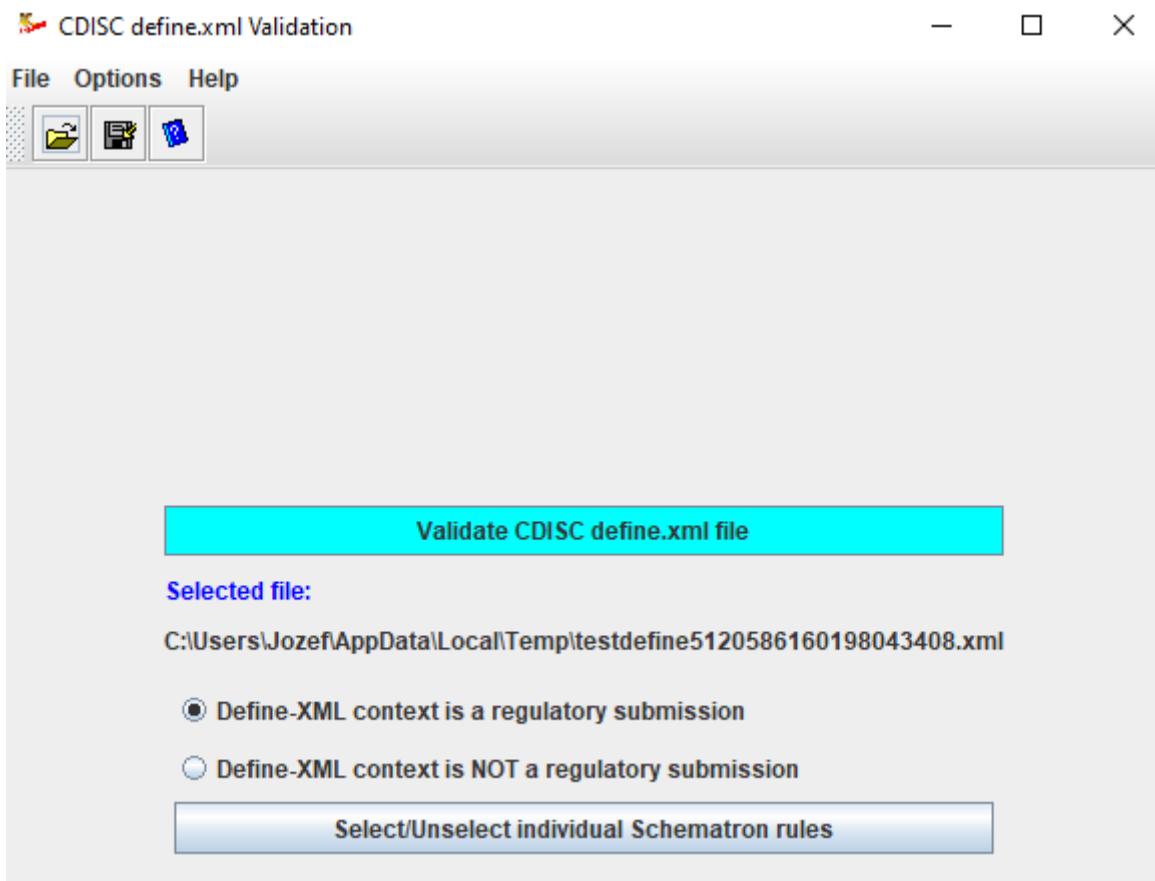 CDISC define.xml Validation
File Options Help
Validate CDISC define.xml file
Selected file:
C:\Users\Jozef\AppData\Local\Temp\testdefine5120586160198043408.xml
Define-XML context is a regulatory submission
Define-XML context is NOT a regulatory submission
Select/Unselect individual Schematron rules